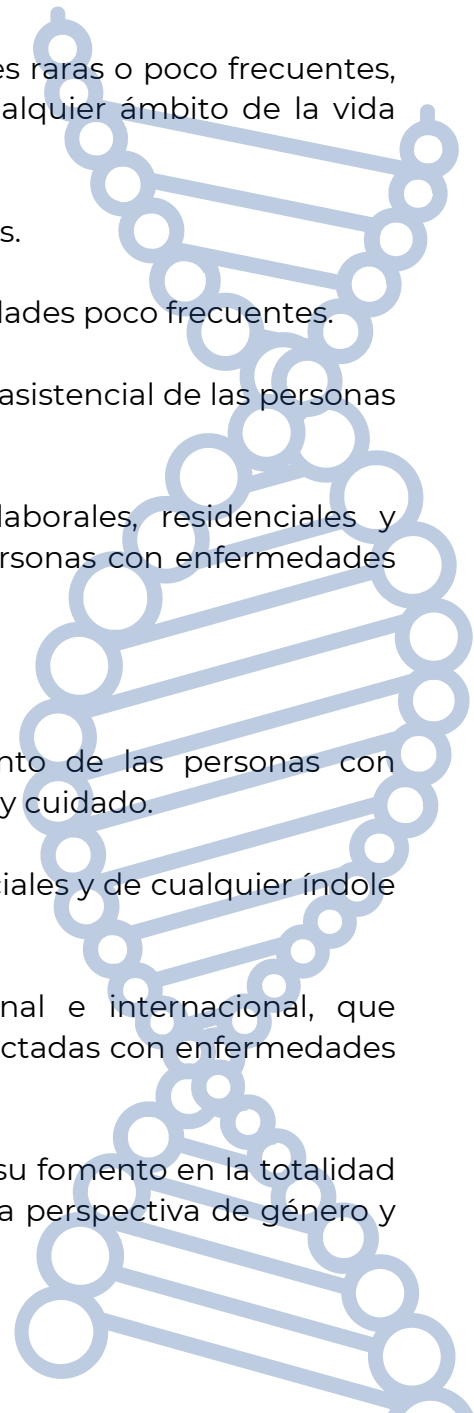 es raras o poco frecuentes,
alquier ámbito de la vida
s.
dades poco frecuentes.
asistencial de las personas
laborales, residenciales y
rsonas con enfermedades
nto de las personas con
y cuidado.
ciales y de cualquier índole
nal e internacional, que
ctadas con enfermedades
su fomento en la totalidad
a perspectiva de género y